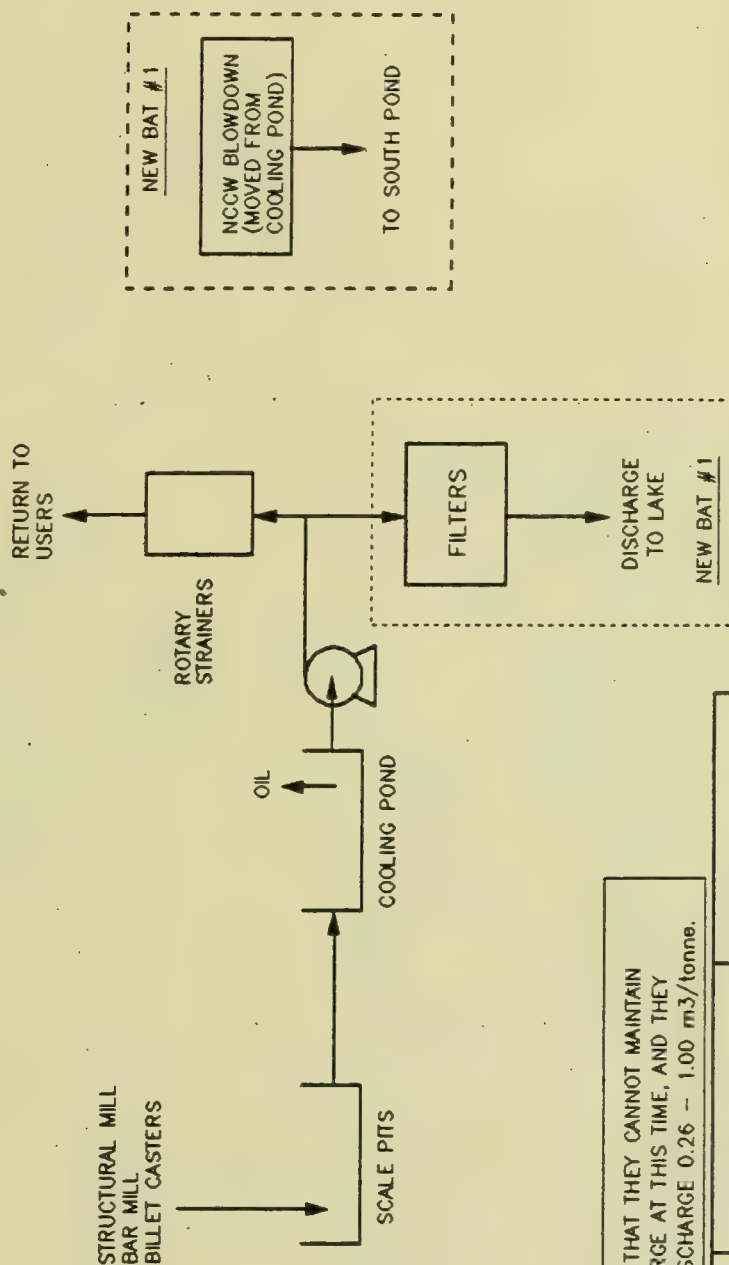 STRUCTURAL MILL
BAR MILL
BILLET CASTERS
SCALE PITS
OIL
COOLING POND
RETURN TO
USERS
ROTARY
STRAINERS
FILTERS
DISCHARGE
TO LAKE
NEW BAT #1
NEW BAT #1
NCCW BLOWDOWN
(MOVED FROM
COOLING POND)
TO SOUTH POND
THAT THEY CANNOT MAINTAIN
RGE AT THIS TIME, AND THEY
SCHARGE 0.26 -- 1.00 m3/tonne.